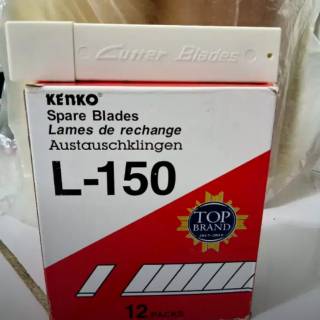 Cutter Blades
KENKO®
Spare Blades
Lames de rechange
Austauschklingen
L-150
TOP
BRAND
12 PACKS